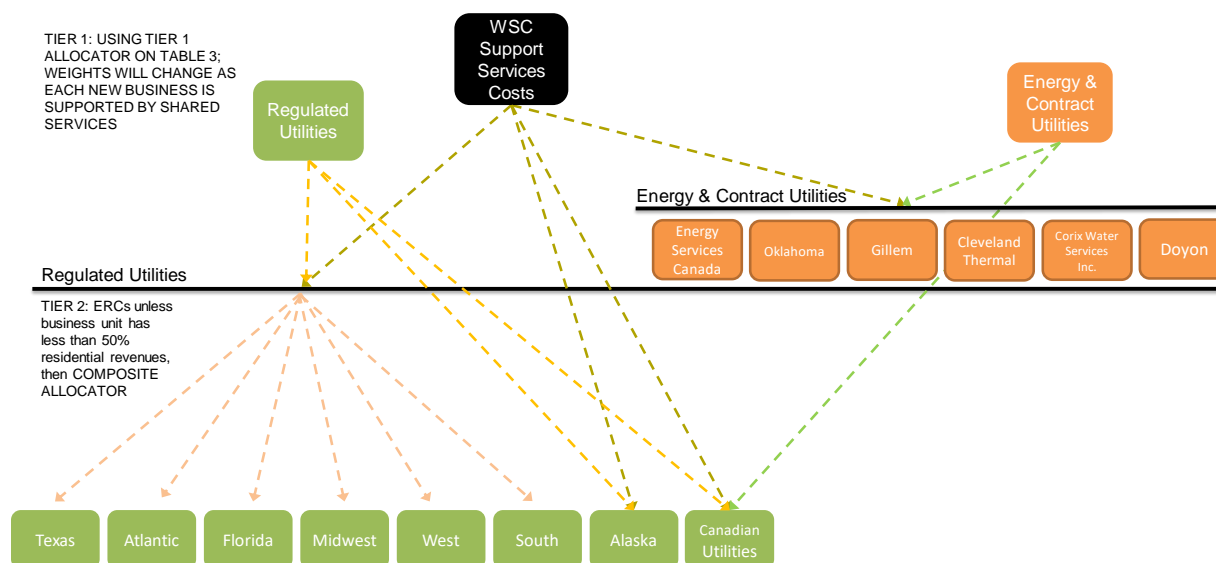 TIER 1: USING TIER 1
ALLOCATOR ON TABLE 3;
WEIGHTS WILL CHANGE AS
EACH NEW BUSINESS IS
SUPPORTED BY SHARED
SERVICES
WSC
Support
Services
Costs
Regulated
Utilities
Energy &
Contract
Utilities
Energy & Contract Utilities
Energy
Services
Canada
Oklahoma
Gillem
Cleveland
Thermal
Corix Water
Services
Inc.
Doyon
Regulated Utilities
TIER 2: ERCs unless
business unit has
less than 50%
residential revenues,
then COMPOSITE
ALLOCATOR
Texas
Atlantic
Florida
Midwest
West
South
Alaska
Canadian
Utilities